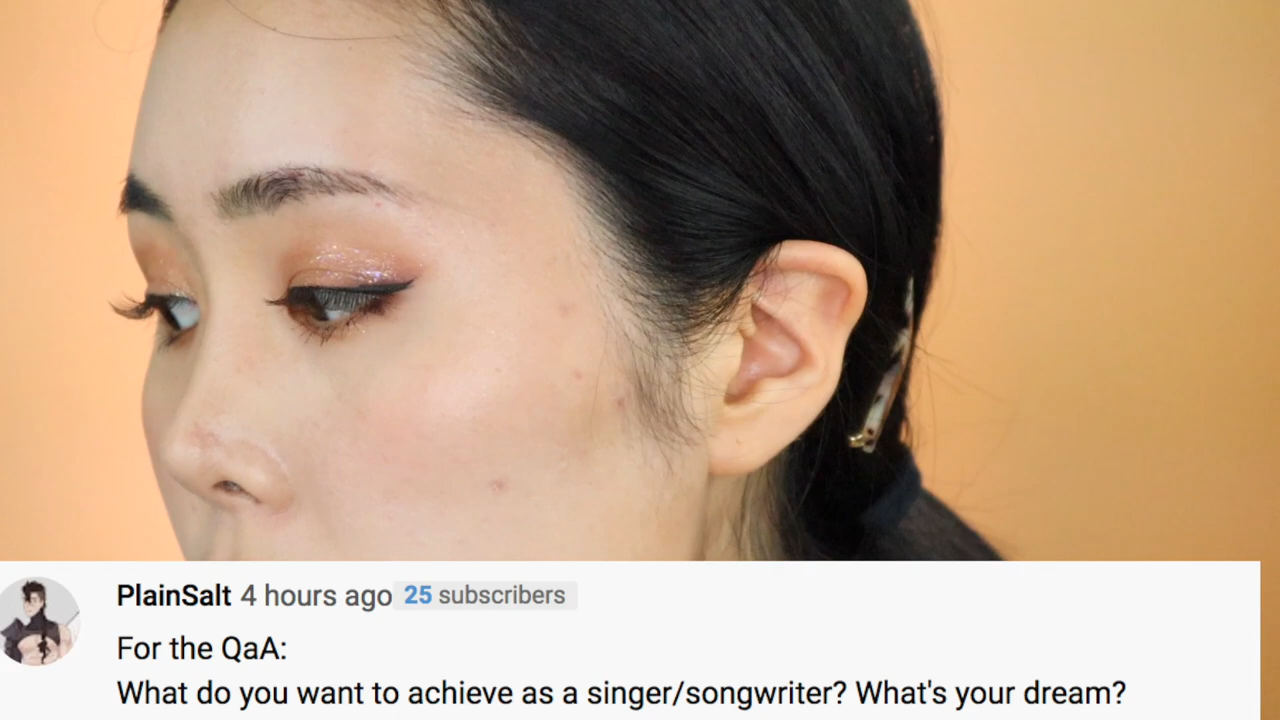 PlainSalt 4 hours ago 25 subscribers
For the QaA:
What do you want to achieve as a singer/songwriter? What's your dream?